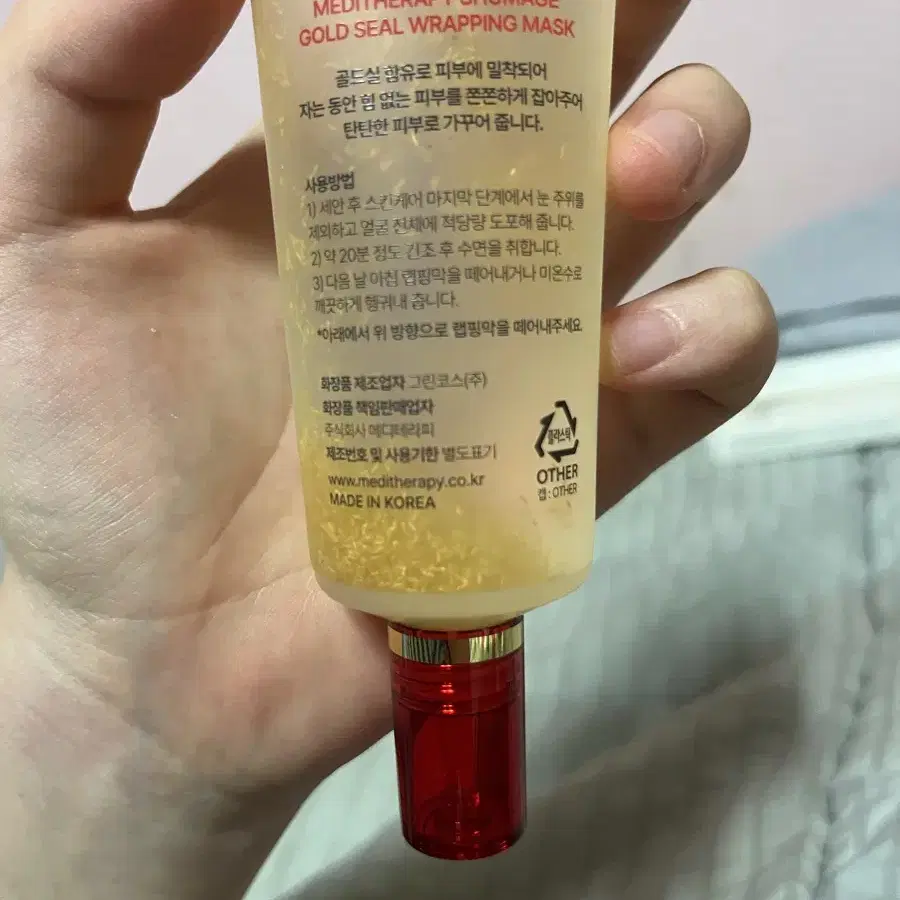 MEDITHERAPY
GOLD SEAL WRAPPING MASK
골드실 함유로 피부에 밀착되어
자는 동안 힘 없는 피부를 쫀쫀하게 잡아주어
탄탄한 피부로 가꾸어 줍니다.
사용방법
1) 세안 후 스킨케어 마지막 단계에서 눈 주위를
제외하고 얼굴 전체에 적당량 도포해 줍니다.
2) 약 20분 정도 건조 후 수면을 취합니다.
3) 다음 날 아침 랩핑막을 떼어내거나 미온수로
깨끗하게 헹궈내 줍니다.
*아래에서 위 방향으로 랩핑막을 떼어내주세요
화장품 제조업자 그린코스(주)
화장품 책임판매업자
주식회사 메디테라피
제조번호 및 사용기한 별도표기
www.meditherapy.co.kr
MADE IN KOREA
플라스틱
OTHER
캡 : OTHER